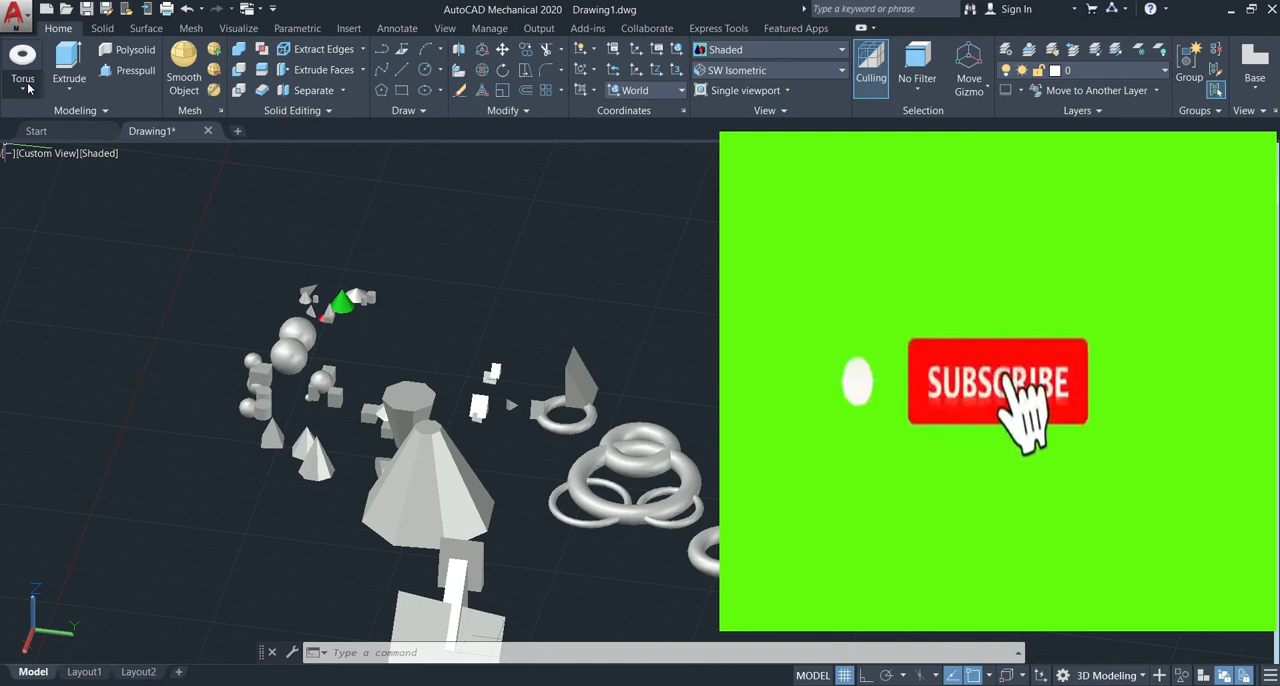 AutoCAD Mechanical 2020 Drawing1.dwg
Type a keyword or phrase
Sign In
Home Solid Surface Mesh Visualize Parametric Insert Annotate View Manage Output Add-ins Collaborate Express Tools Featured Apps
Torus
Extrude
Polysolid
Presspull
Modeling
Smooth
Object
Mesh
Extract Edges
Extrude Faces
Separate
Solid Editing
Draw
Modify
World
Coordinates
Shaded
SW Isometric
Single viewport
View
Culling
No Filter
Move
Gizmo
Selection
0
Move to Another Layer
Layers
Group
Groups
Base
View
Start
Drawing1*
[−][Custom View][Shaded]
SUBSCRIBE
Z
Y
Type a command
Model Layout1 Layout2
MODEL
3D Modeling